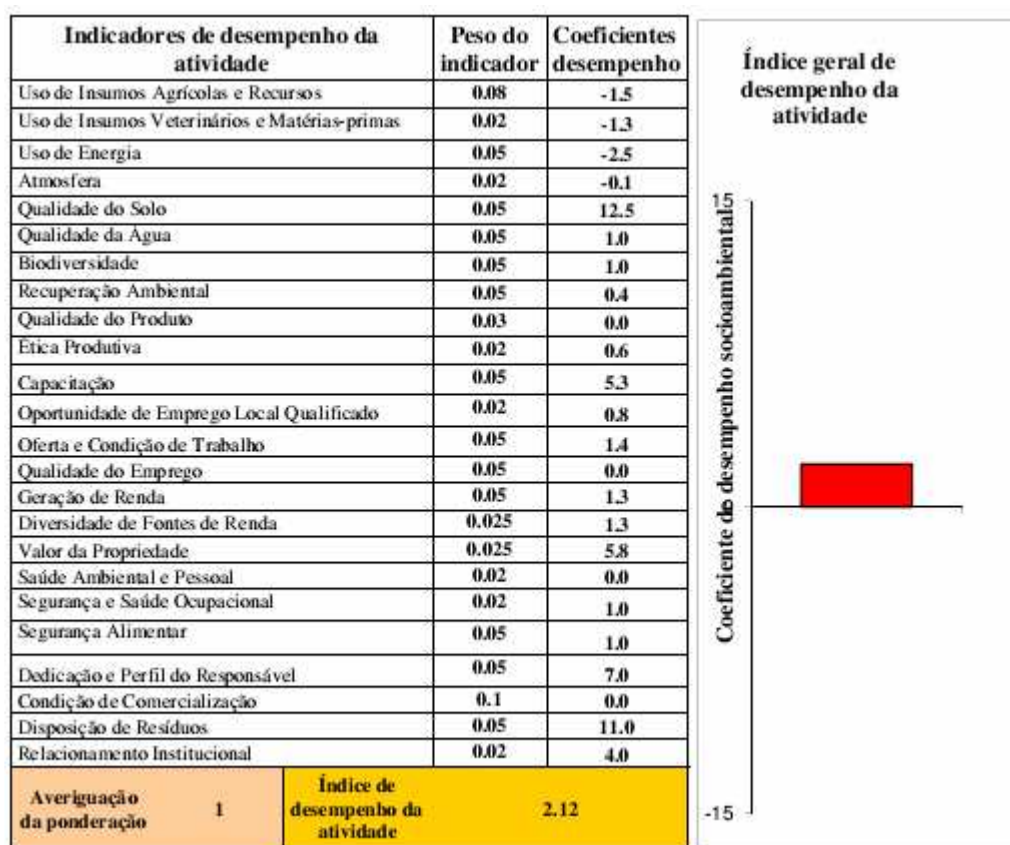 Indicadores de desempenho da atividade Peso do indicador Coeficientes desempenho
Uso de Insumos Agrícolas e Recursos 0.08 -1.5
Uso de Insumos Veterinários e Matérias-primas 0.02 -1.3
Uso de Energia 0.05 -2.5
Atmosfera 0.02 -0.1
Qualidade do Solo 0.05 12.5
Qualidade da Água 0.05 1.0
Biodiversidade 0.05 1.0
Recuperação Ambiental 0.05 0.4
Qualidade do Produto 0.03 0.0
Ética Produtiva 0.02 0.6
Capacitação 0.05 5.3
Oportunidade de Emprego Local Qualificado 0.02 0.8
Oferta e Condição de Trabalho 0.05 1.4
Qualidade do Emprego 0.05 0.0
Geração de Renda 0.05 1.3
Diversidade de Fontes de Renda 0.025 1.3
Valor da Propriedade 0.025 5.8
Saúde Ambiental e Pessoal 0.02 0.0
Segurança e Saúde Ocupacional 0.02 1.0
Segurança Alimentar 0.05 1.0
Dedicação e Perfil do Responsável 0.05 7.0
Condição de Comercialização 0.1 0.0
Disposição de Resíduos 0.05 11.0
Relacionamento Institucional 0.02 4.0
Averiguação da ponderação 1 Índice de desempenho da atividade 2.12
Índice geral de
desempenho da
atividade
15
Coeficiente de desempenho socioambiental
-15